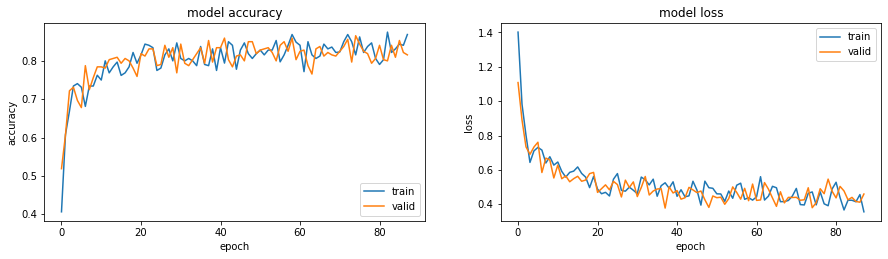 model accuracy
accuracy
0.8
0.7
0.6
0.5
0.4
0 20 40 60 80
epoch
train
valid
model loss
loss
1.4
1.2
1.0
0.8
0.6
0.4
0 20 40 60 80
epoch
train
valid